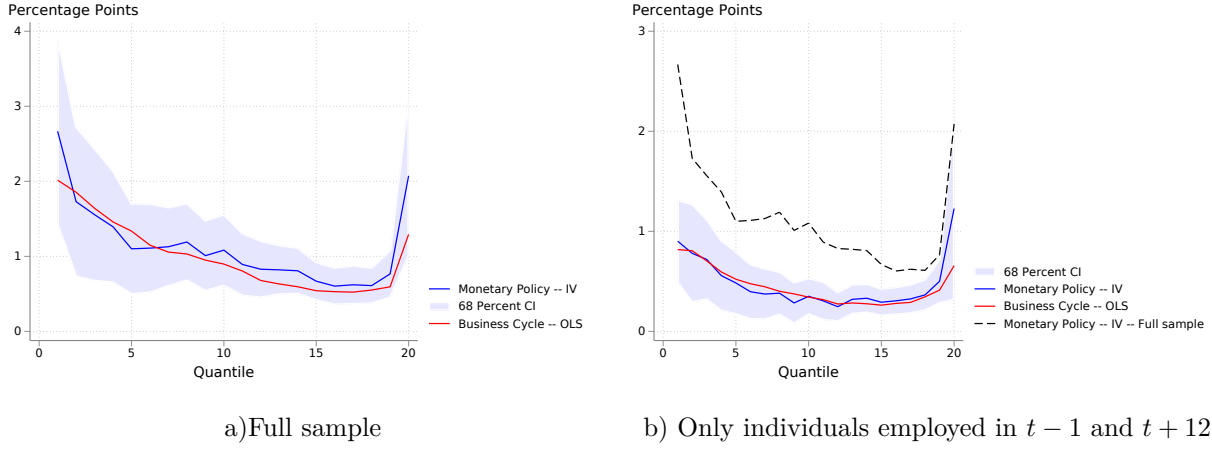 Percentage Points
4
3
2
1
0
0 5 10 15 20
Quantile
Monetary Policy -- IV
68 Percent CI
Business Cycle -- OLS
a)Full sample
Percentage Points
3
2
1
0
0 5 10 15 20
Quantile
68 Percent CI
Monetary Policy -- IV
Business Cycle -- OLS
Monetary Policy -- IV -- Full sample
b) Only individuals employed in t − 1 and t + 12